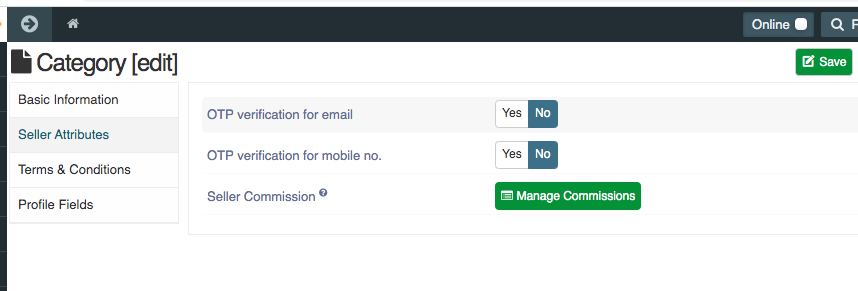 Online
F
Category [edit]
Save
Basic Information
Seller Attributes
Terms & Conditions
Profile Fields
OTP verification for email
Yes No
OTP verification for mobile no.
Yes No
Seller Commission ?
Manage Commissions